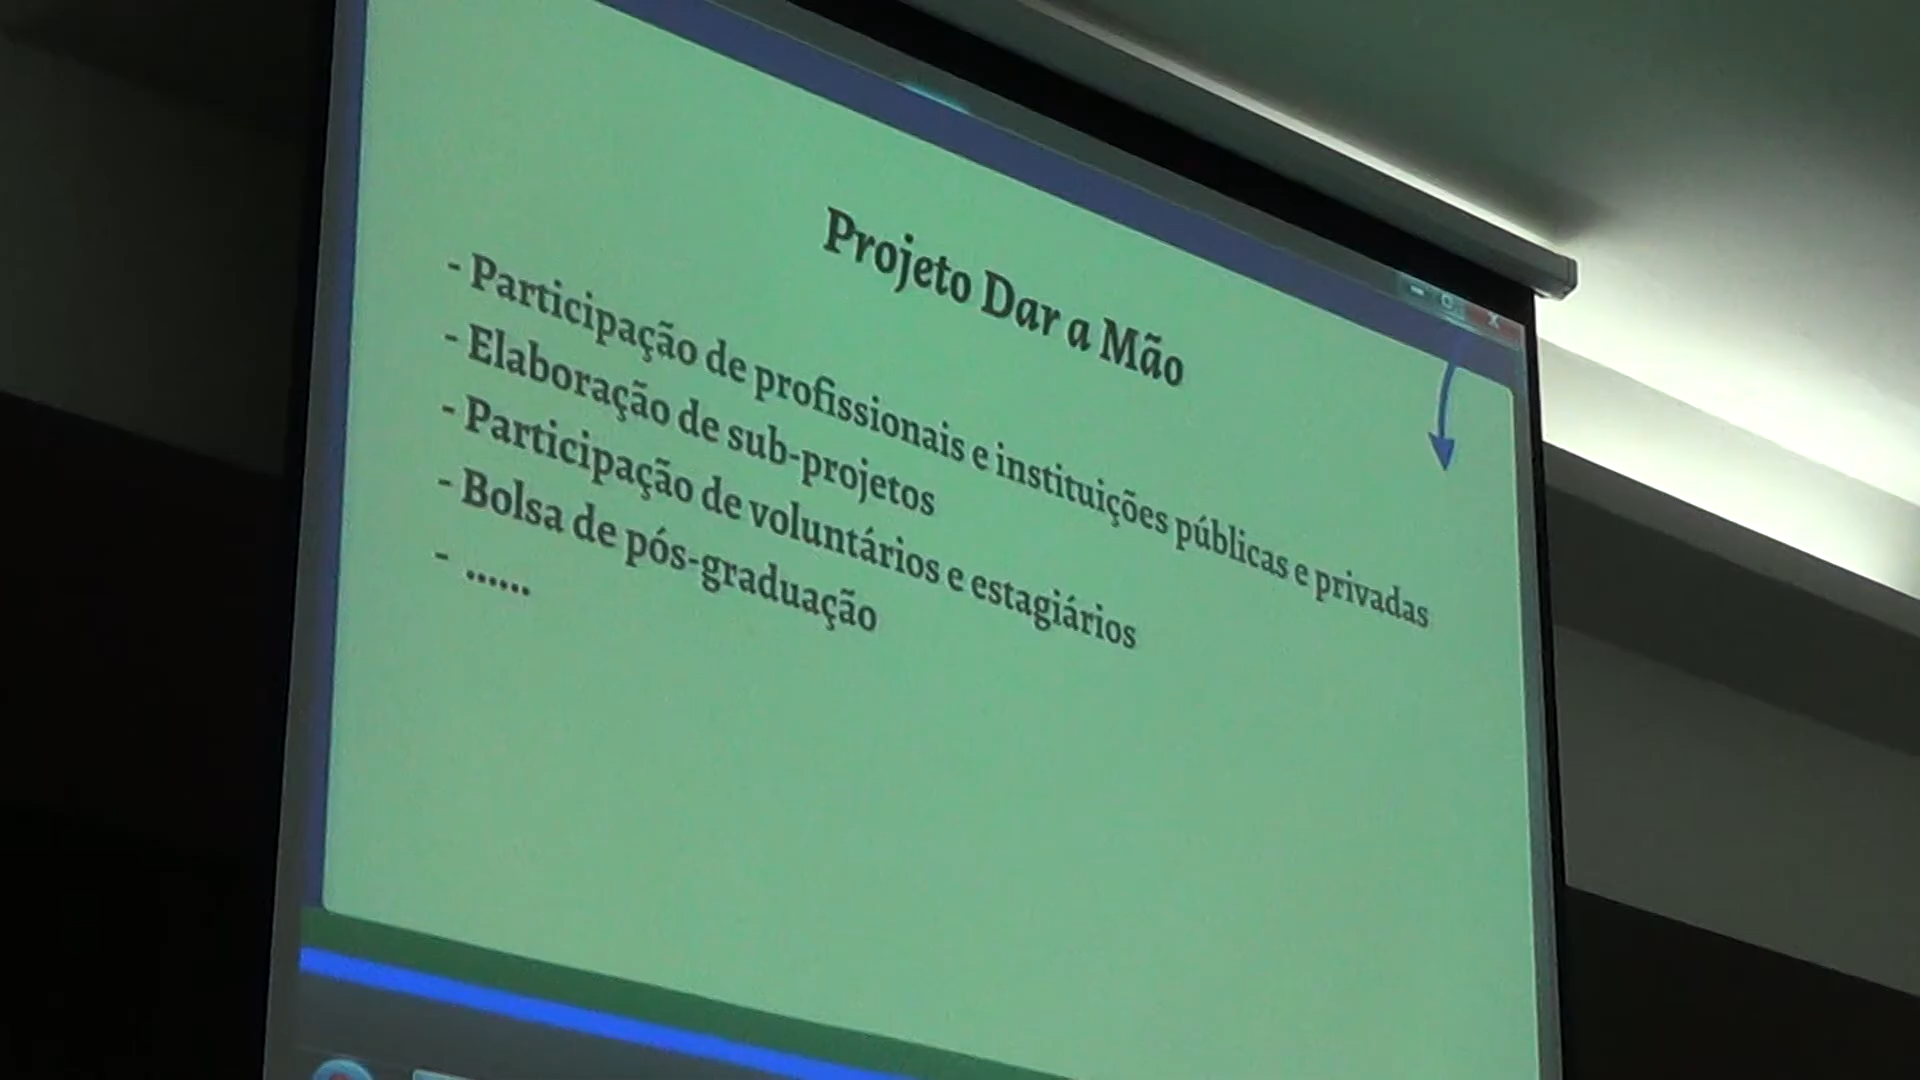 Projeto Dar a Mão
- Participação de profissionais e instituições públicas e privadas
- Elaboração de sub-projetos
- Participação de voluntários e estagiários
- Bolsa de pós-graduação
- ......